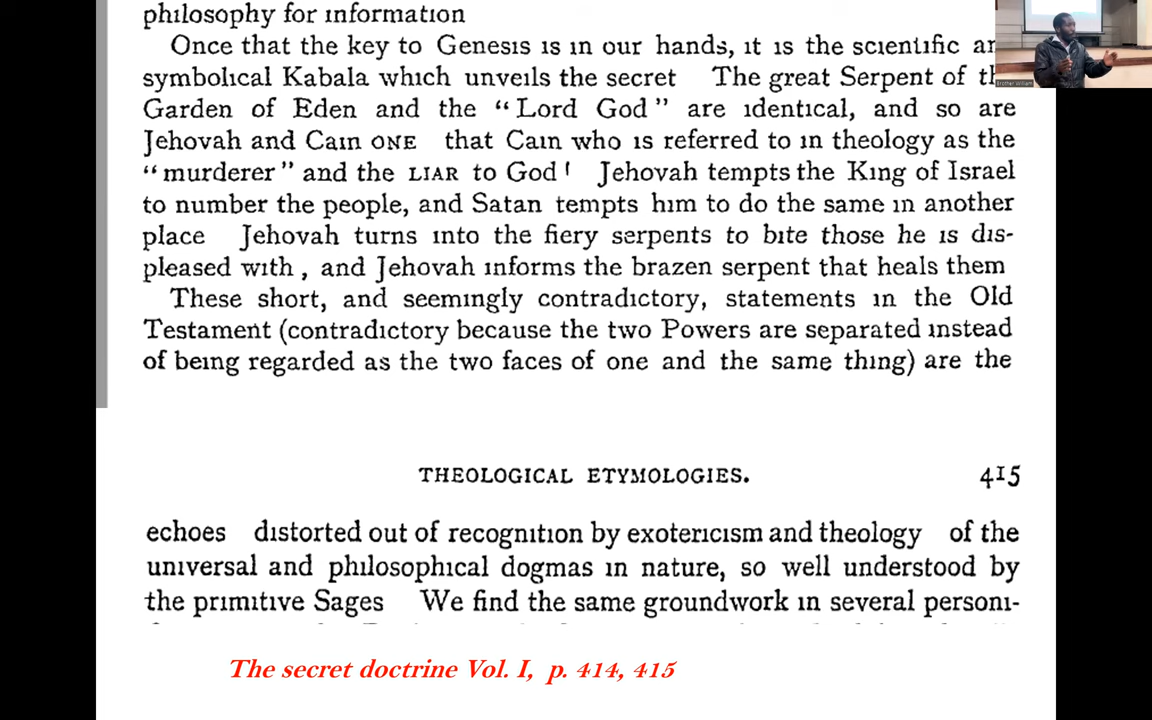 philosophy for information
Once that the key to Genesis is in our hands, it is the scientific an
symbolical Kabala which unveils the secret The great Serpent of th
Garden of Eden and the "Lord God" are identical, and so are
Jehovah and Cain ONE that Cain who is referred to in theology as the
"murderer" and the LIAR to God! Jehovah tempts the King of Israel
to number the people, and Satan tempts him to do the same in another
place Jehovah turns into the fiery serpents to bite those he is dis-
pleased with, and Jehovah informs the brazen serpent that heals them
These short, and seemingly contradictory, statements in the Old
Testament (contradictory because the two Powers are separated instead
of being regarded as the two faces of one and the same thing) are the
THEOLOGICAL ETYMOLOGIES. 415
echoes distorted out of recognition by exotericism and theology of the
universal and philosophical dogmas in nature, so well understood by
the primitive Sages We find the same groundwork in several personi-
The secret doctrine Vol. I, p. 414, 415
Brother William